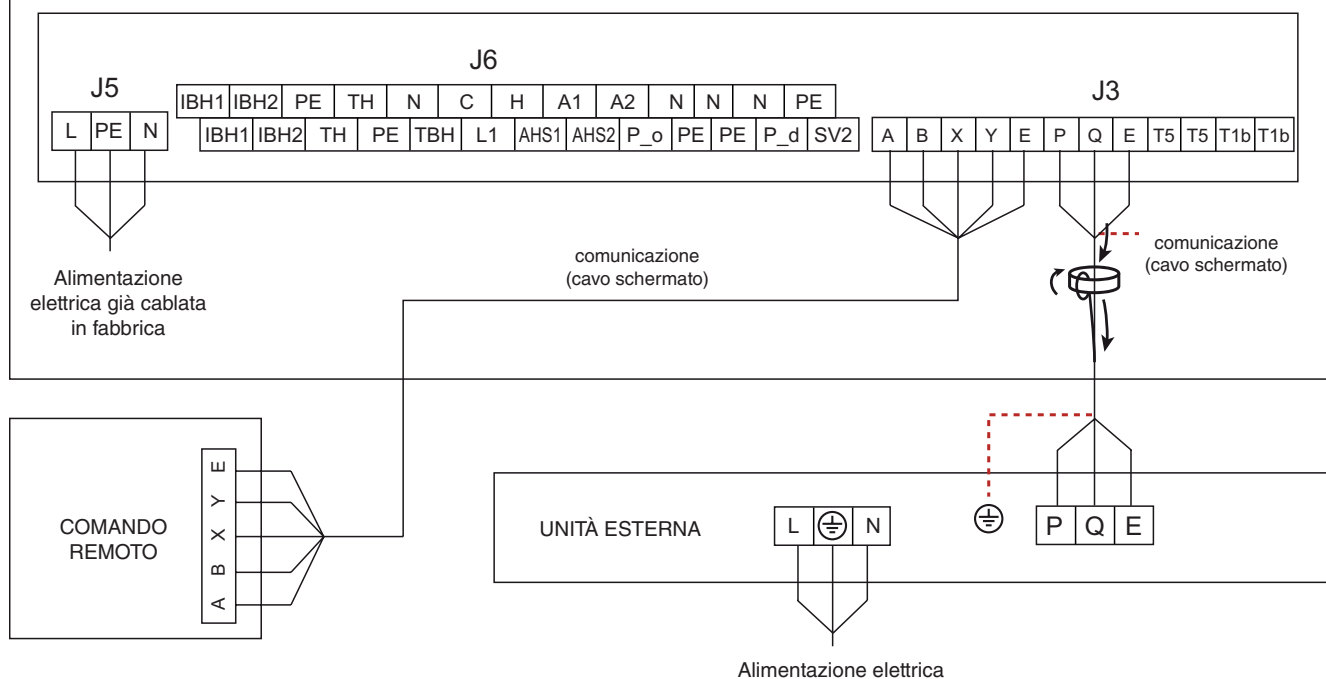 J5
J6
J3
IBH1 IBH2 PE TH N C H A1 A2 N N N PE
L PE N
IBH1 IBH2 TH PE TBH L1 AHS1 AHS2 P_o PE PE P_d SV2
A B X Y E P Q E T5 T5 T1b T1b
Alimentazione
elettrica già cablata
in fabbrica
comunicazione
(cavo schermato)
comunicazione
(cavo schermato)
COMANDO
REMOTO
E
Y
X
B
A
UNITÀ ESTERNA
L N
P Q E
Alimentazione elettrica